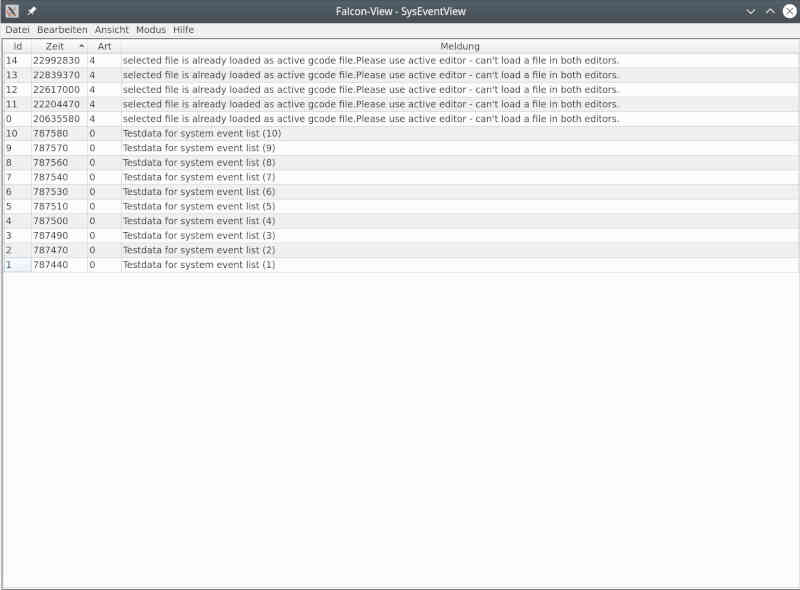 Falcon-View - SysEventView
Datei Bearbeiten Ansicht Modus Hilfe
Id Zeit Art Meldung
14 22992830 4 selected file is already loaded as active gcode file.Please use active editor - can't load a file in both editors.
13 22839370 4 selected file is already loaded as active gcode file.Please use active editor - can't load a file in both editors.
12 22617000 4 selected file is already loaded as active gcode file.Please use active editor - can't load a file in both editors.
11 22204470 4 selected file is already loaded as active gcode file.Please use active editor - can't load a file in both editors.
0 20635580 4 selected file is already loaded as active gcode file.Please use active editor - can't load a file in both editors.
10 787580 0 Testdata for system event list (10)
9 787570 0 Testdata for system event list (9)
8 787560 0 Testdata for system event list (8)
7 787540 0 Testdata for system event list (7)
6 787530 0 Testdata for system event list (6)
5 787510 0 Testdata for system event list (5)
4 787500 0 Testdata for system event list (4)
3 787490 0 Testdata for system event list (3)
2 787470 0 Testdata for system event list (2)
1 787440 0 Testdata for system event list (1)